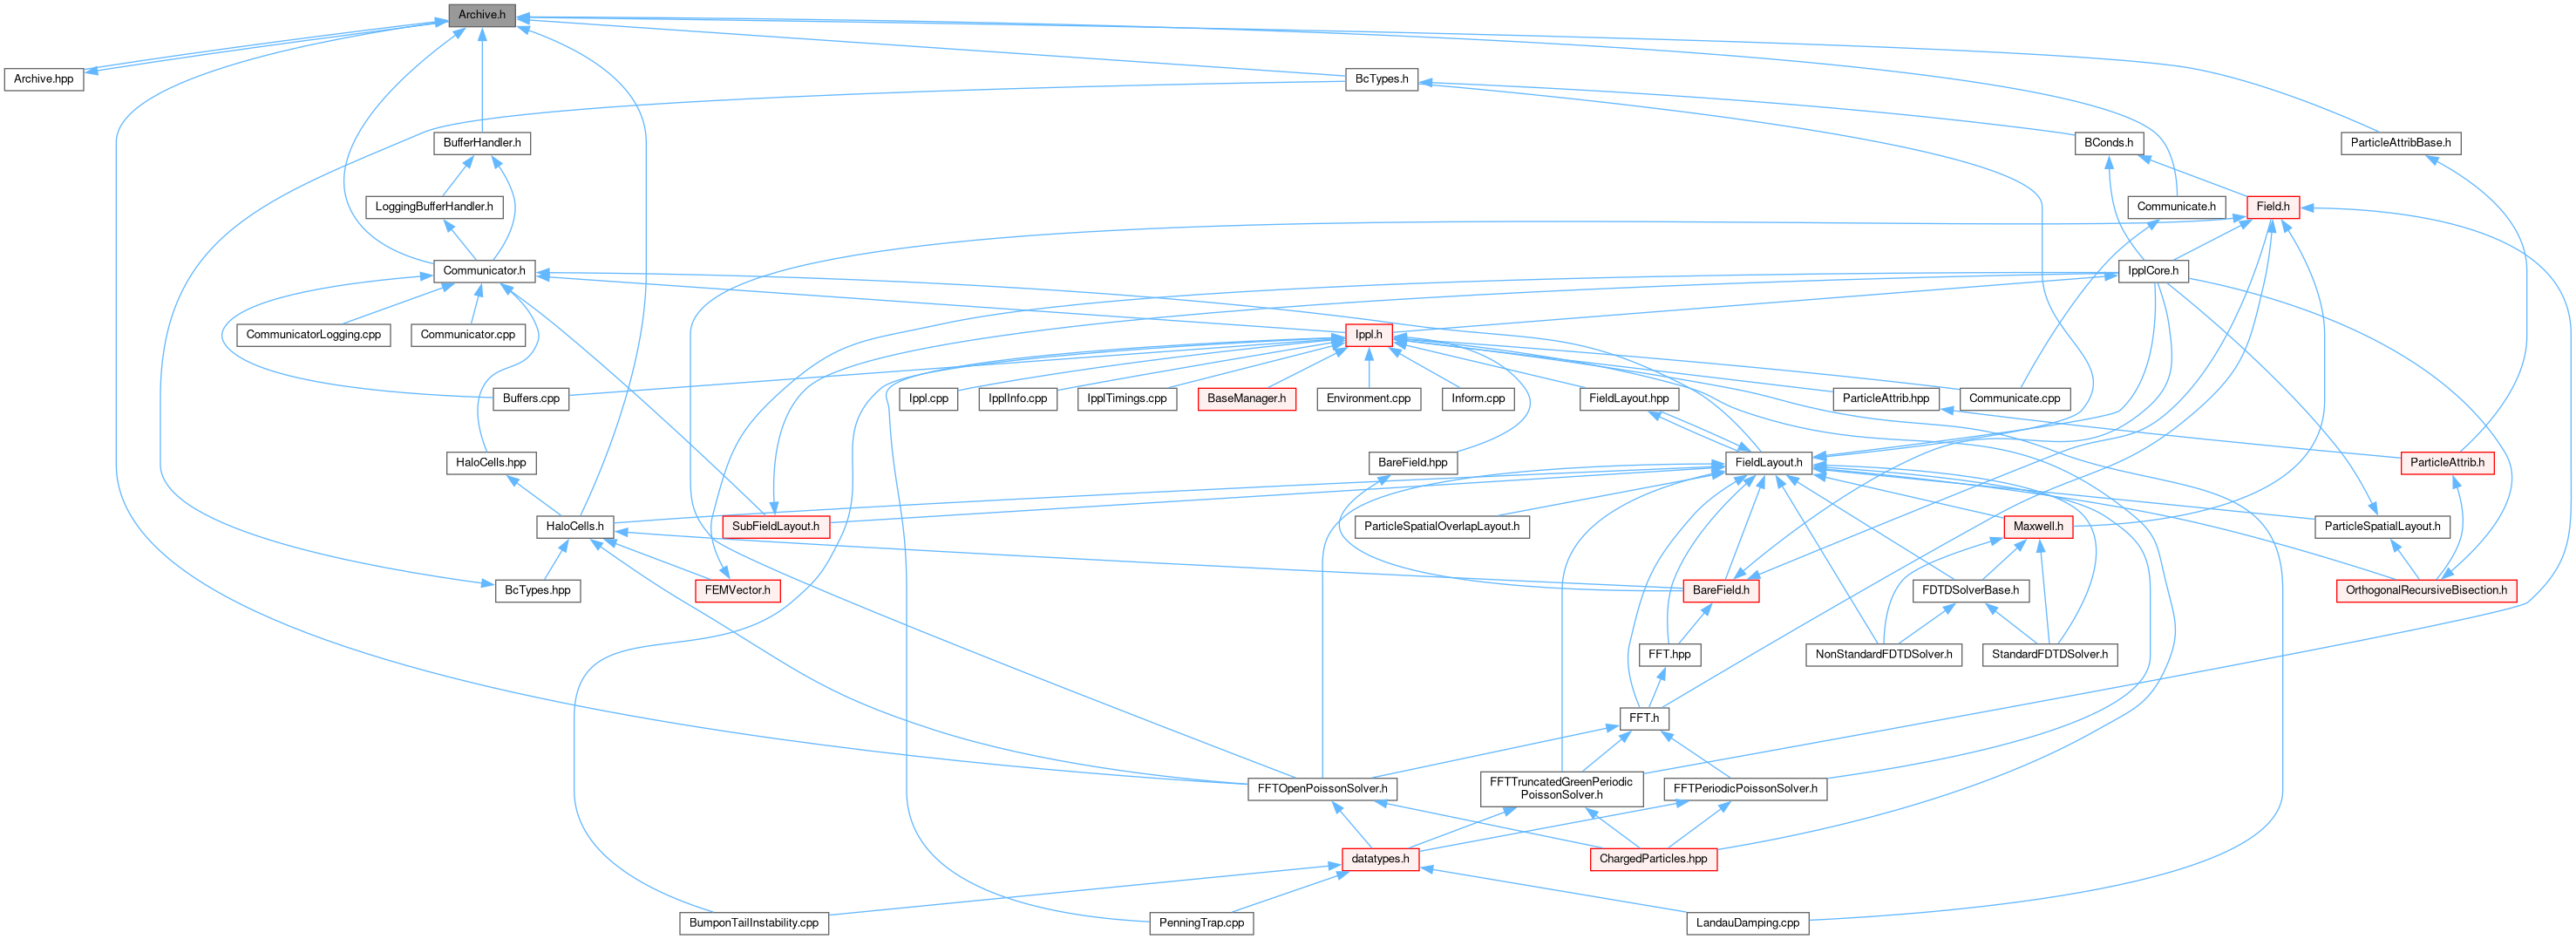 Archive.h
Archive.hpp
BcTypes.h
BufferHandler.h
BConds.h
ParticleAttribBase.h
LoggingBufferHandler.h
Communicate.h
Field.h
Communicator.h
IpplCore.h
CommunicatorLogging.cpp
Communicator.cpp
Ippl.h
Buffers.cpp
Ippl.cpp
IpplInfo.cpp
IpplTimings.cpp
BaseManager.h
Environment.cpp
Inform.cpp
FieldLayout.hpp
ParticleAttrib.hpp
Communicate.cpp
HaloCells.hpp
BareField.hpp
FieldLayout.h
ParticleAttrib.h
HaloCells.h
SubFieldLayout.h
ParticleSpatialOverlapLayout.h
Maxwell.h
ParticleSpatialLayout.h
BcTypes.hpp
FEMVector.h
BareField.h
FDTDSolverBase.h
OrthogonalRecursiveBisection.h
FFT.hpp
NonStandardFDTDSolver.h
StandardFDTDSolver.h
FFT.h
FFTOpenPoissonSolver.h
FFTTruncatedGreenPeriodic
PoissonSolver.h
FFTPeriodicPoissonSolver.h
datatypes.h
ChargedParticles.hpp
BumponTailInstability.cpp
PenningTrap.cpp
LandauDamping.cpp